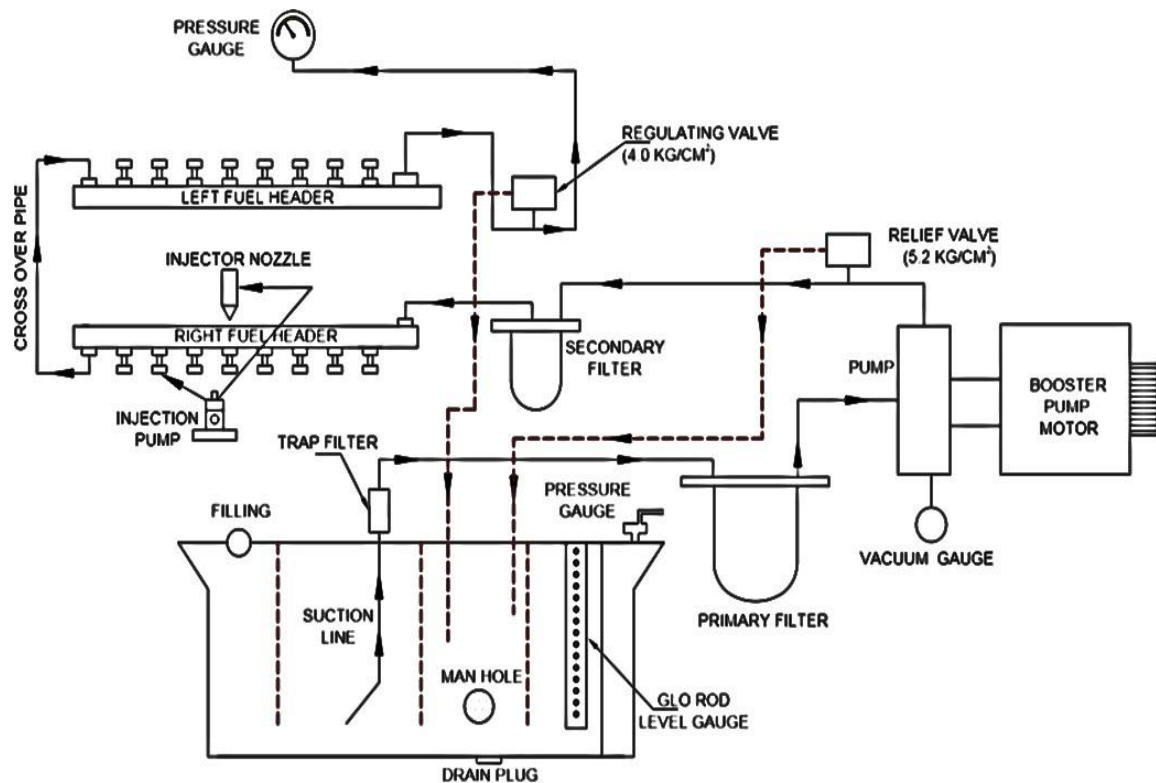 PRESSURE
GAUGE
REGULATING VALVE
(4.0 KG/CM²)
LEFT FUEL HEADER
CROSS OVER PIPE
INJECTOR NOZZLE
RELIEF VALVE
(5.2 KG/CM²)
RIGHT FUEL HEADER
SECONDARY
FILTER
PUMP
BOOSTER
PUMP
MOTOR
INJECTION
PUMP
TRAP FILTER
FILLING
PRESSURE
GAUGE
VACUUM GAUGE
SUCTION
LINE
PRIMARY FILTER
MAN HOLE
GLO ROD
LEVEL GAUGE
DRAIN PLUG